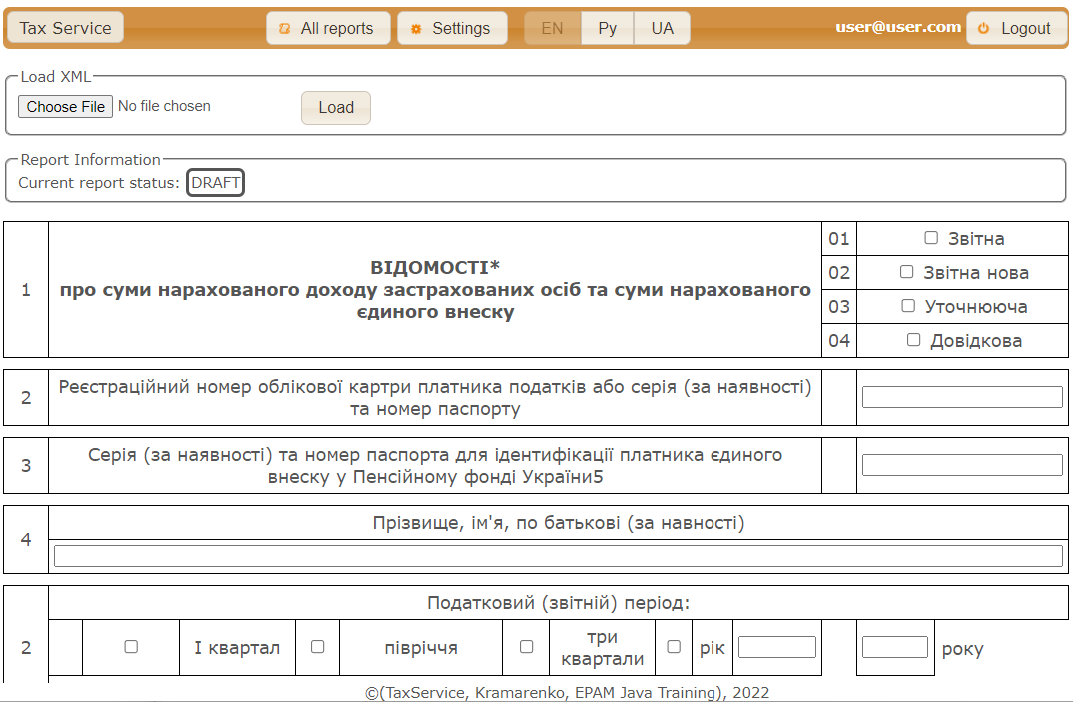 Tax Service All reports Settings EN Ру UA user@user.com Logout
Load XML
Choose File No file chosen Load
Report Information
Current report status: DRAFT
1
ВІДОМОСТІ*
про суми нарахованого доходу застрахованих осіб та суми нарахованого
єдиного внеску
01 Звітна
02 Звітна нова
03 Уточнююча
04 Довідкова
2
Реєстраційний номер облікової картри платника податків або серія (за наявності)
та номер паспорту
3
Серія (за наявності) та номер паспорта для ідентифікації платника єдиного
внеску у Пенсійному фонді України5
4
Прізвище, ім'я, по батькові (за навності)
Податковий (звітній) період:
2 І квартал півріччя три квартали рік року
©(TaxService, Kramarenko, EPAM Java Training), 2022